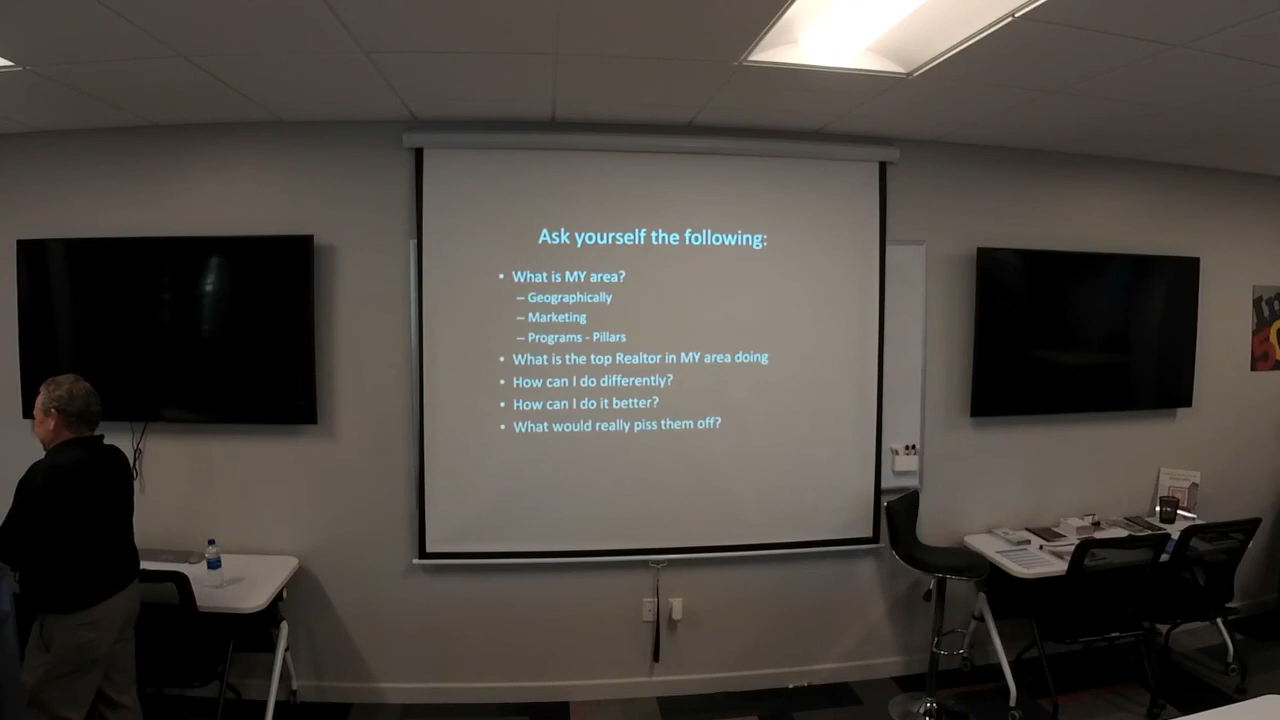 Ask yourself the following:
• What is MY area?
– Geographically
– Marketing
– Programs - Pillars
• What is the top Realtor in MY area doing
• How can I do differently?
• How can I do it better?
• What would really piss them off?